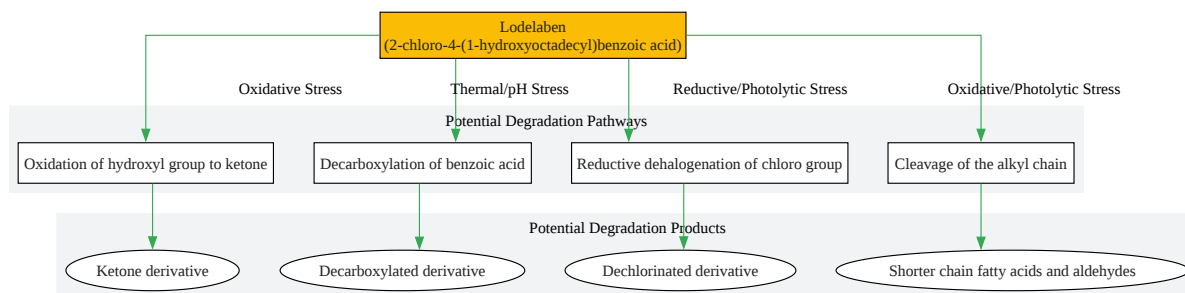 Lodelaben
(2-chloro-4-(1-hydroxyoctadecyl)benzoic acid)
Oxidative Stress
Thermal/pH Stress
Reductive/Photolytic Stress
Oxidative/Photolytic Stress
Potential Degradation Pathways
Oxidation of hydroxyl group to ketone
Decarboxylation of benzoic acid
Reductive dehalogenation of chloro group
Cleavage of the alkyl chain
Potential Degradation Products
Ketone derivative
Decarboxylated derivative
Dechlorinated derivative
Shorter chain fatty acids and aldehydes